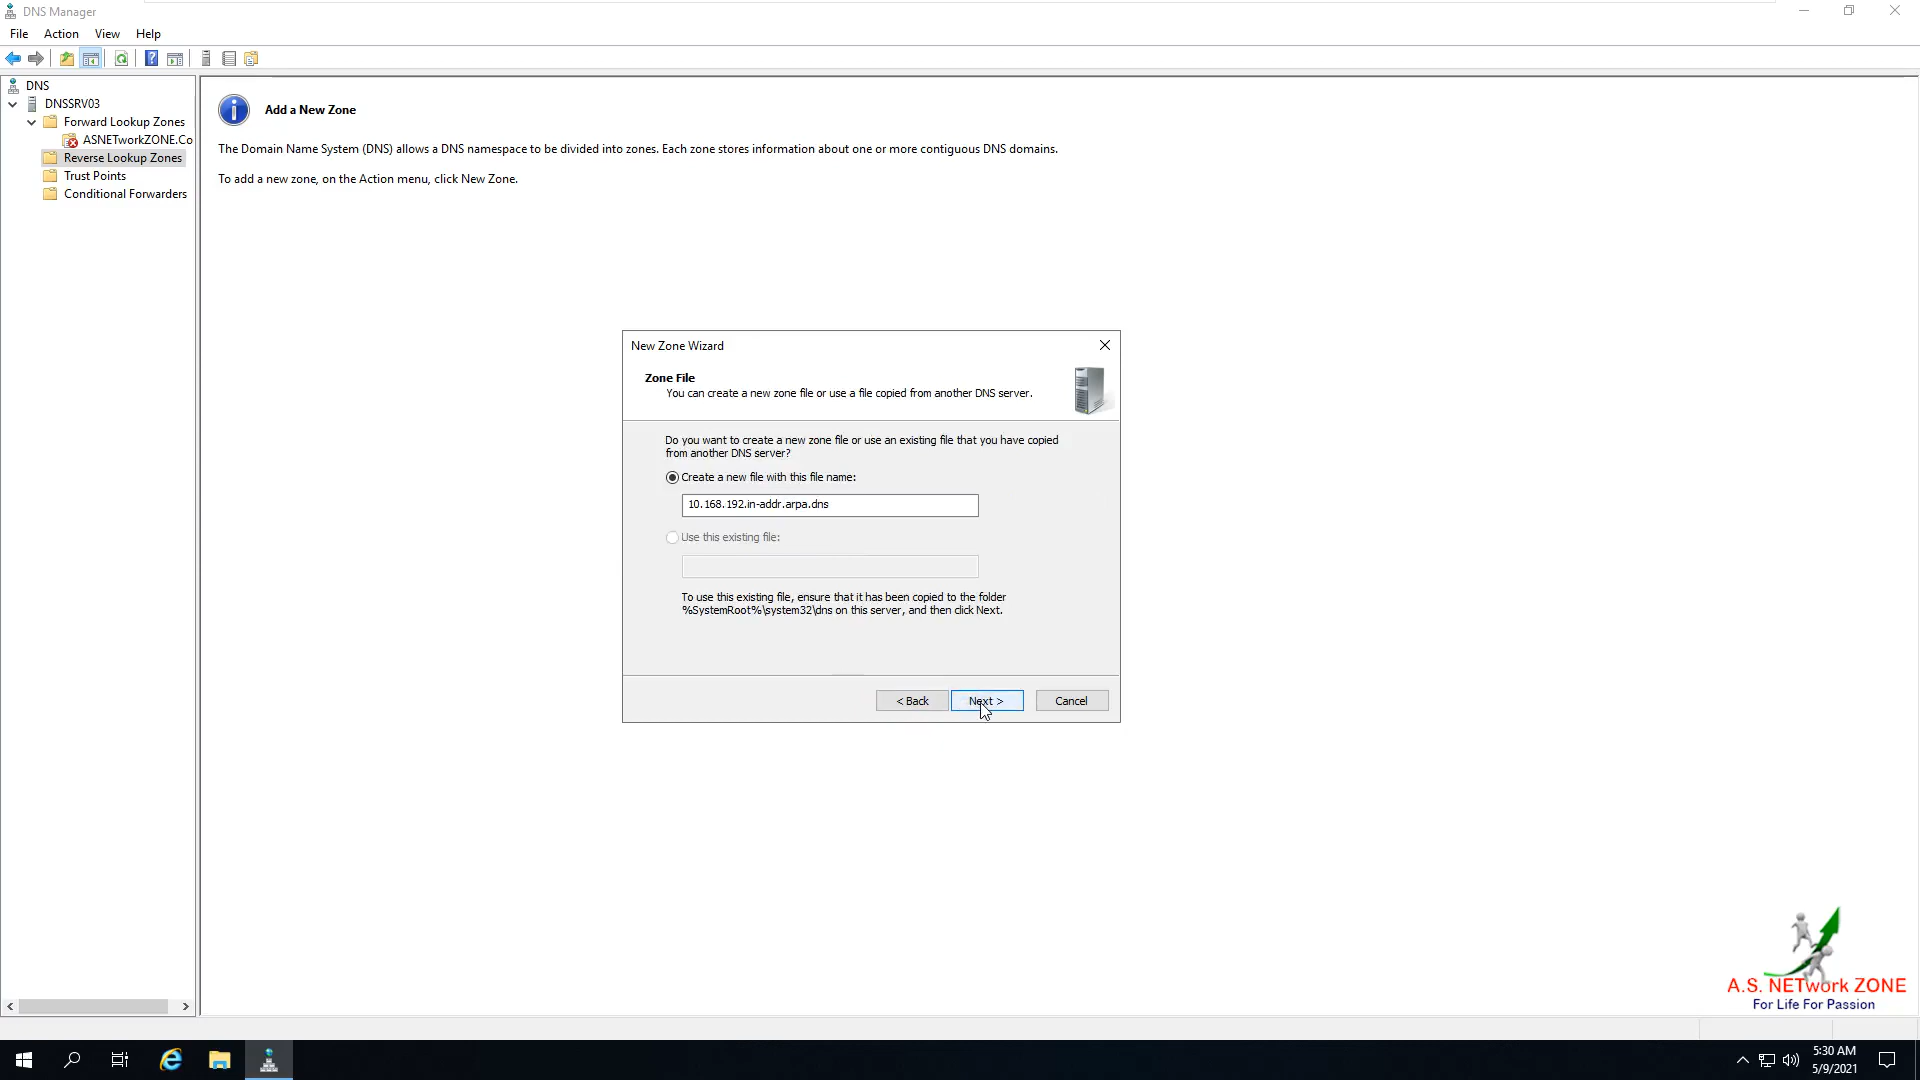 DNS Manager
File Action View Help
DNS
DNSSRV03
Forward Lookup Zones
ASNETworkZONE.Co
Reverse Lookup Zones
Trust Points
Conditional Forwarders
Add a New Zone
The Domain Name System (DNS) allows a DNS namespace to be divided into zones. Each zone stores information about one or more contiguous DNS domains.
To add a new zone, on the Action menu, click New Zone.
New Zone Wizard
Zone File
You can create a new zone file or use a file copied from another DNS server.
Do you want to create a new zone file or use an existing file that you have copied
from another DNS server?
Create a new file with this file name:
10.168.192.in-addr.arpa.dns
Use this existing file:
To use this existing file, ensure that it has been copied to the folder
%SystemRoot%\system32\dns on this server, and then click Next.
< Back
Next >
Cancel
A.S. NETwork ZONE
For Life For Passion
5:30 AM
5/9/2021